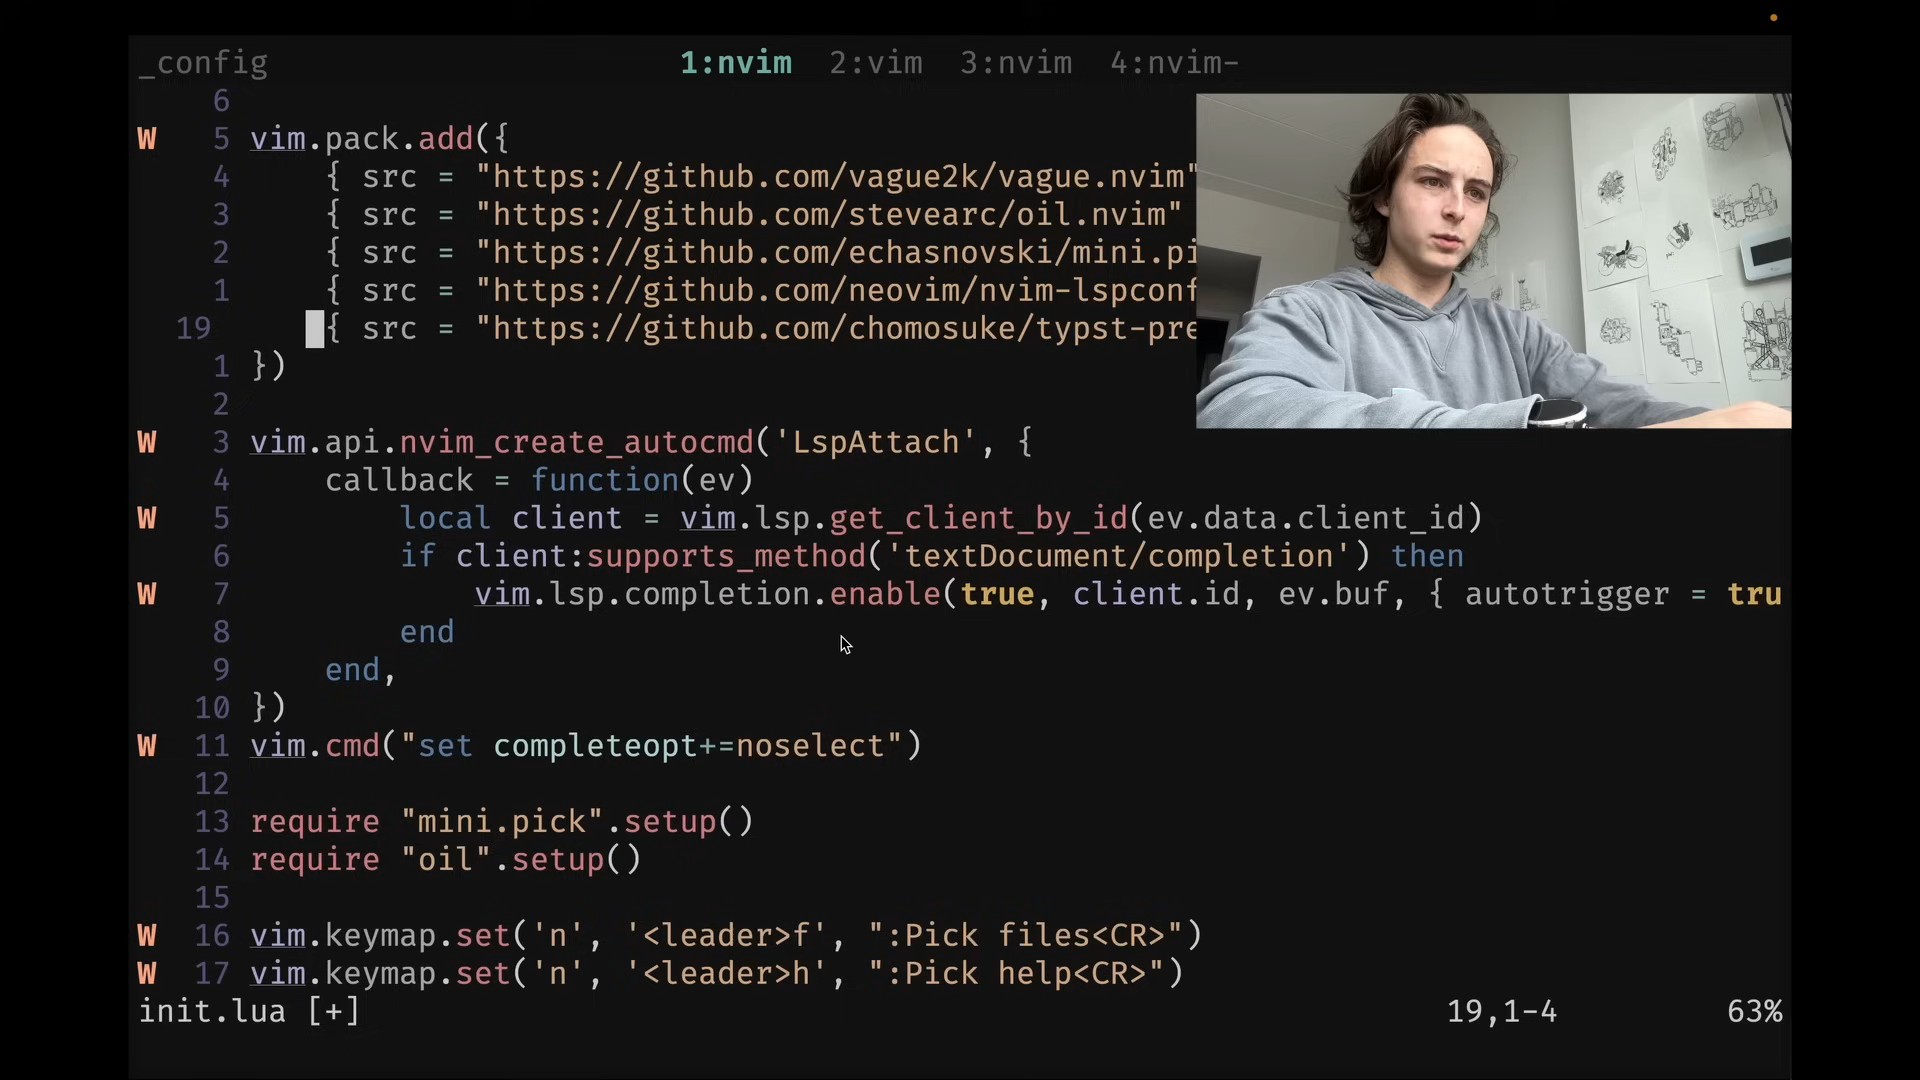 _config 1:nvim 2:vim 3:nvim 4:nvim-
6
W 5 vim.pack.add({
4 { src = "https://github.com/vague2k/vague.nvim"
3 { src = "https://github.com/stevearc/oil.nvim"
2 { src = "https://github.com/echasnovski/mini.pi
1 { src = "https://github.com/neovim/nvim-lspconf
19 { src = "https://github.com/chomosuke/typst-pre
1 })
2
W 3 vim.api.nvim_create_autocmd('LspAttach', {
4 callback = function(ev)
W 5 local client = vim.lsp.get_client_by_id(ev.data.client_id)
6 if client:supports_method('textDocument/completion') then
W 7 vim.lsp.completion.enable(true, client.id, ev.buf, { autotrigger = tru
8 end
9 end,
10 })
W 11 vim.cmd("set completeopt+=noselect")
12
13 require "mini.pick".setup()
14 require "oil".setup()
15
W 16 vim.keymap.set('n', '<leader>f', ":Pick files<CR>")
W 17 vim.keymap.set('n', '<leader>h', ":Pick help<CR>")
init.lua [+] 19,1-4 63%